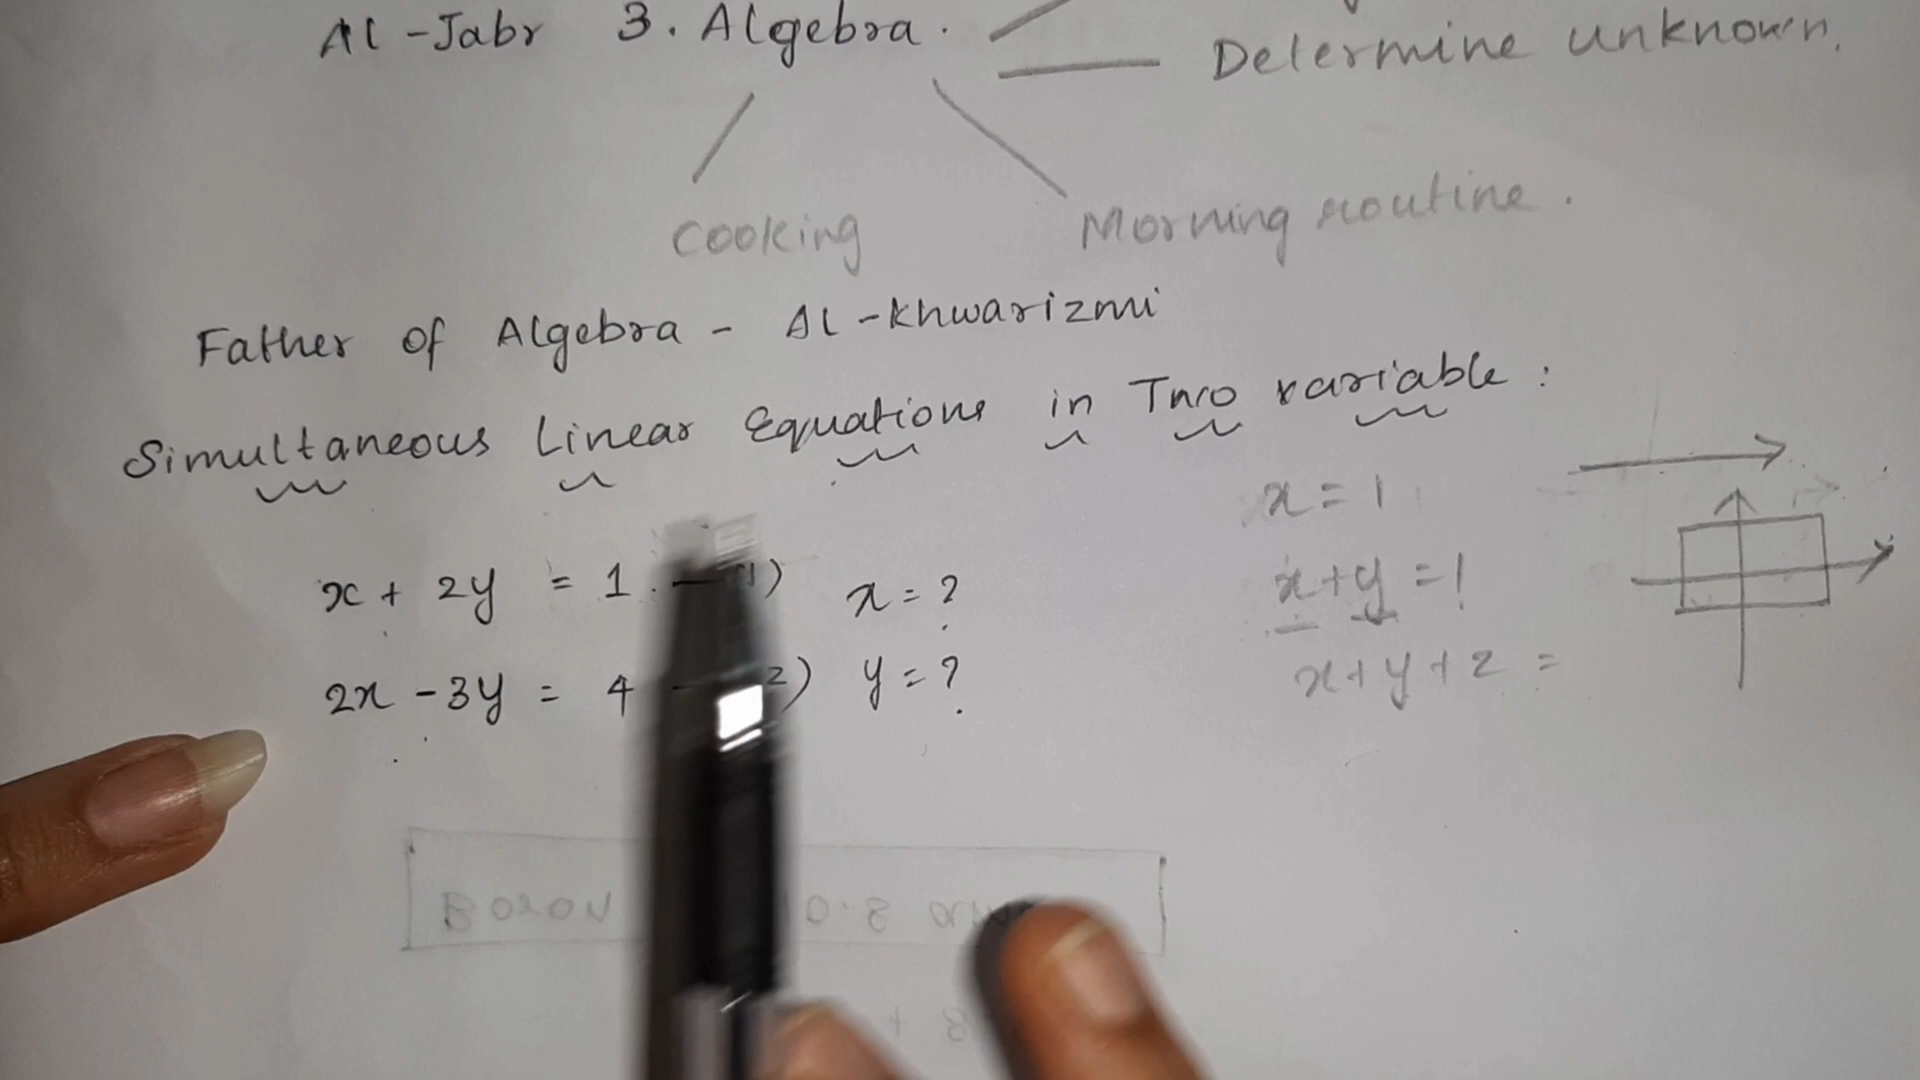 Al-Jabr 3. Algebra.
Determine unknown.
Cooking
Morning routine.
Father of Algebra - Al-khwarizmi
Simultaneous Linear Equations in Two variable:
x = 1
x + 2y = 1
x = ?
x + y = 1
2x - 3y = 4
2)
y = ?
x + y + z =